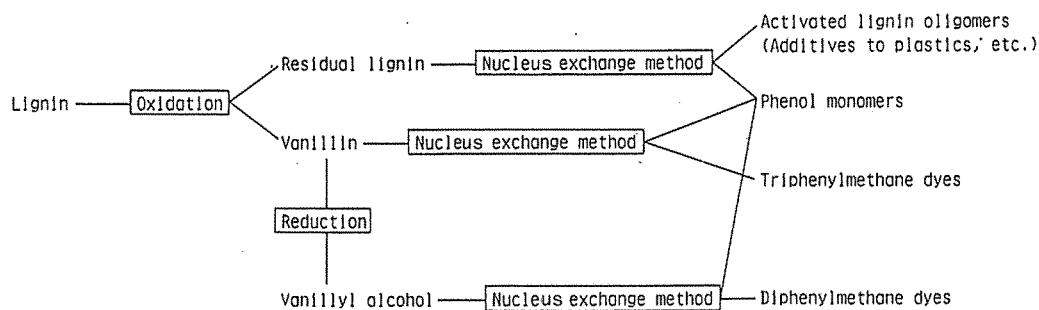 Activated lignin oligomers
(Additives to plastics, etc.)
Residual lignin
Nucleus exchange method
Lignin
Oxidation
Phenol monomers
Vanillin
Nucleus exchange method
Triphenylmethane dyes
Reduction
Vanillyl alcohol
Nucleus exchange method
Diphenylmethane dyes